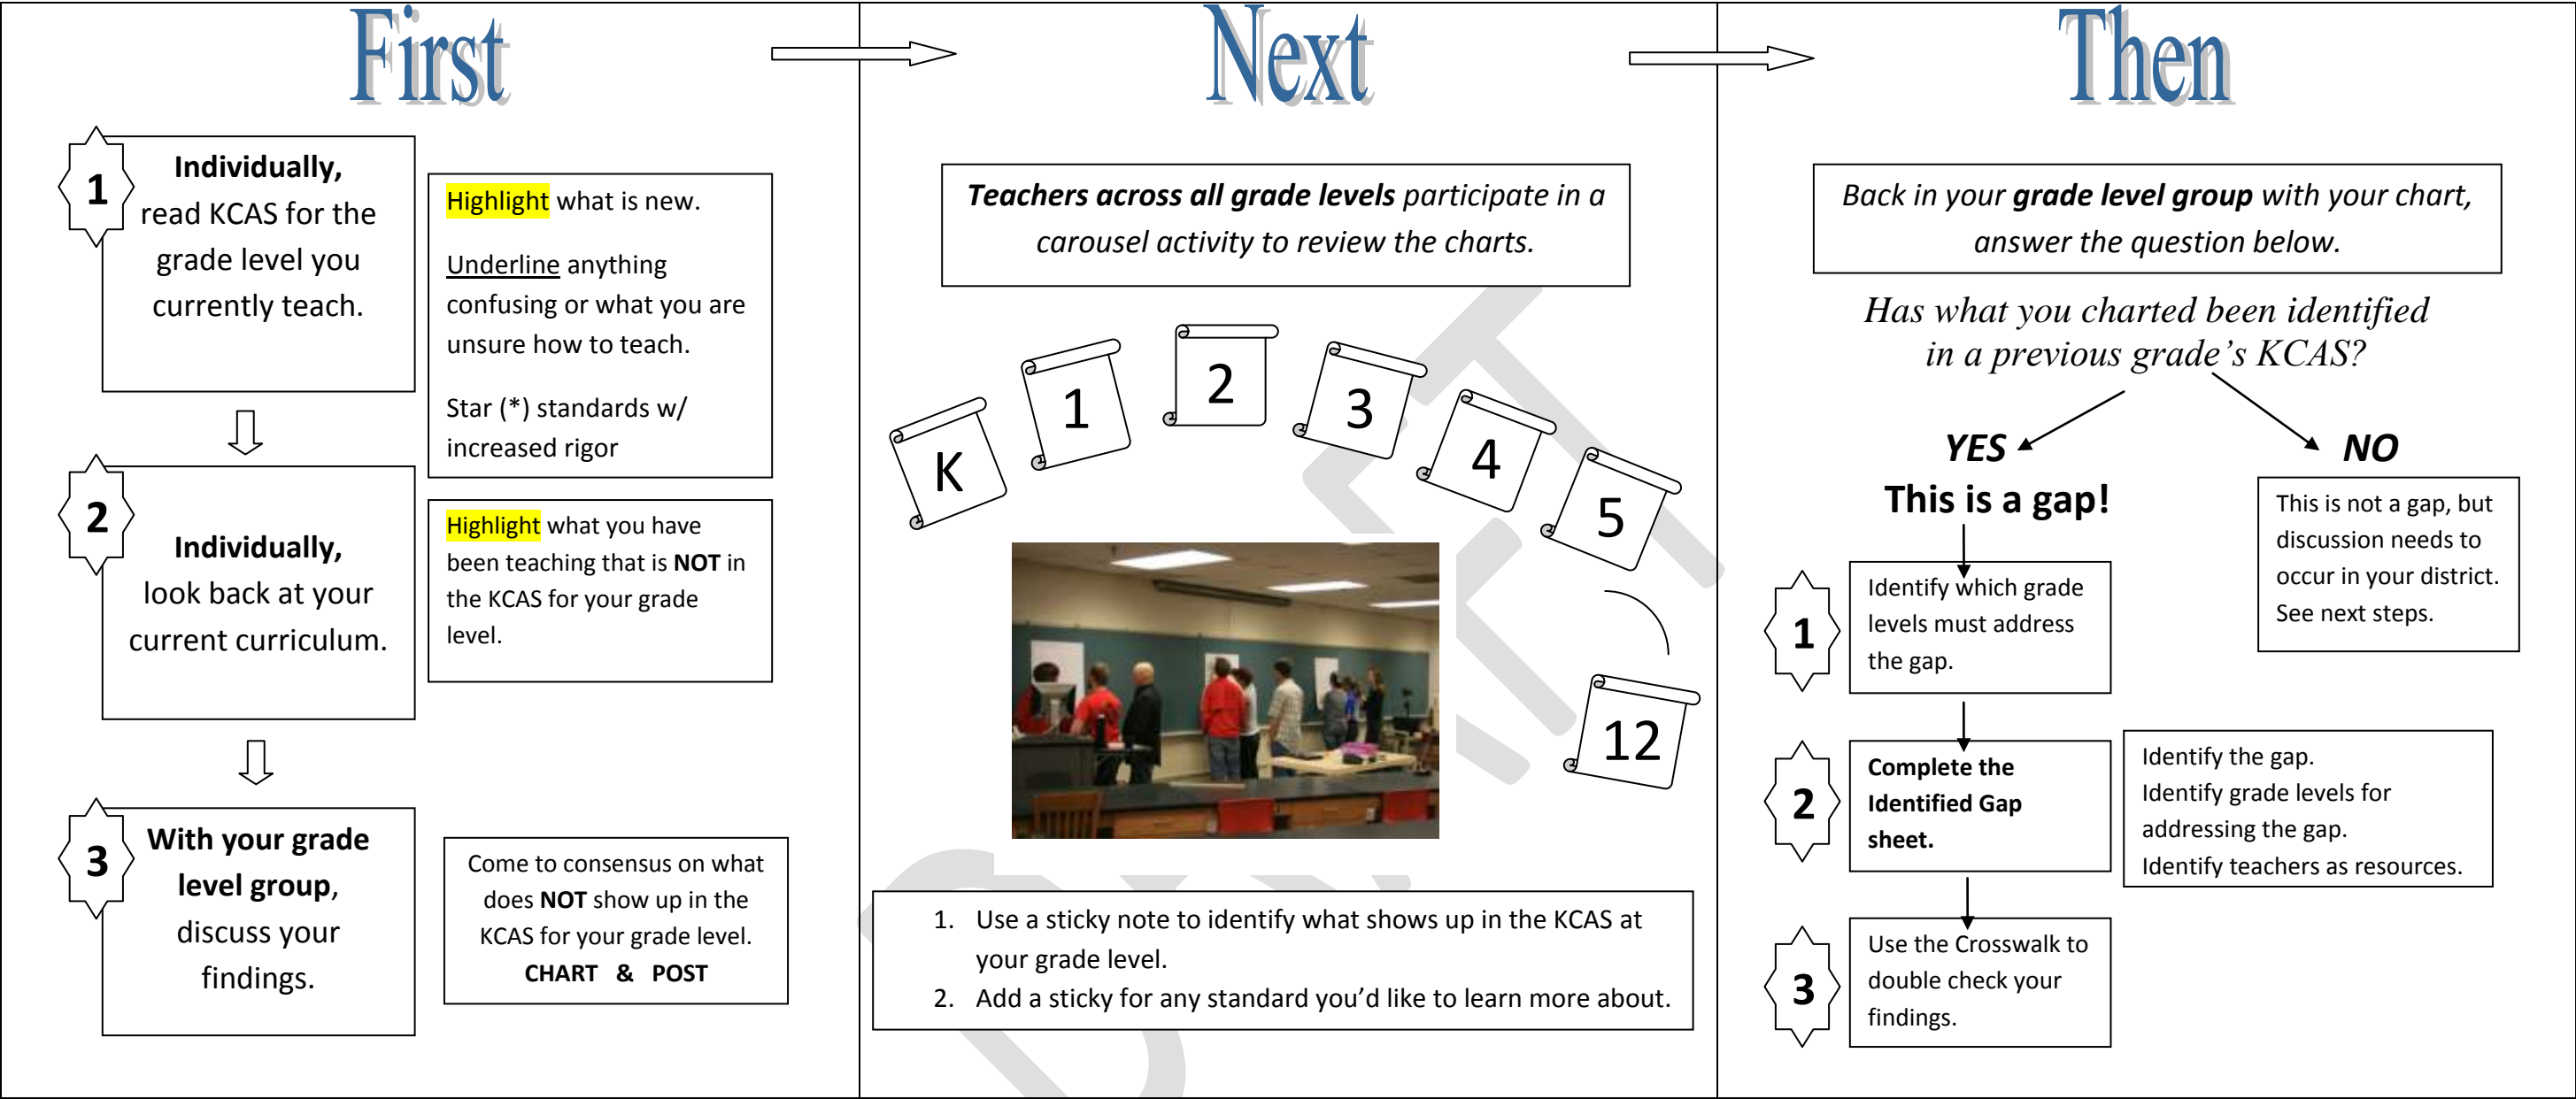 First
1
Individually,
read KCAS for the
grade level you
currently teach.
Highlight what is new.
Underline anything
confusing or what you are
unsure how to teach.
Star (*) standards w/
increased rigor
2
Individually,
look back at your
current curriculum.
Highlight what you have
been teaching that is NOT in
the KCAS for your grade
level.
3
With your grade
level group,
discuss your
findings.
Come to consensus on what
does NOT show up in the
KCAS for your grade level.
CHART & POST
Next
Teachers across all grade levels participate in a
carousel activity to review the charts.
K
1
2
3
4
5
12
1. Use a sticky note to identify what shows up in the KCAS at
your grade level.
2. Add a sticky for any standard you’d like to learn more about.
Then
Back in your grade level group with your chart,
answer the question below.
Has what you charted been identified
in a previous grade’s KCAS?
YES
This is a gap!
NO
This is not a gap, but
discussion needs to
occur in your district.
See next steps.
1
Identify which grade
levels must address
the gap.
2
Complete the
Identified Gap
sheet.
Identify the gap.
Identify grade levels for
addressing the gap.
Identify teachers as resources.
3
Use the Crosswalk to
double check your
findings.
DRAFT